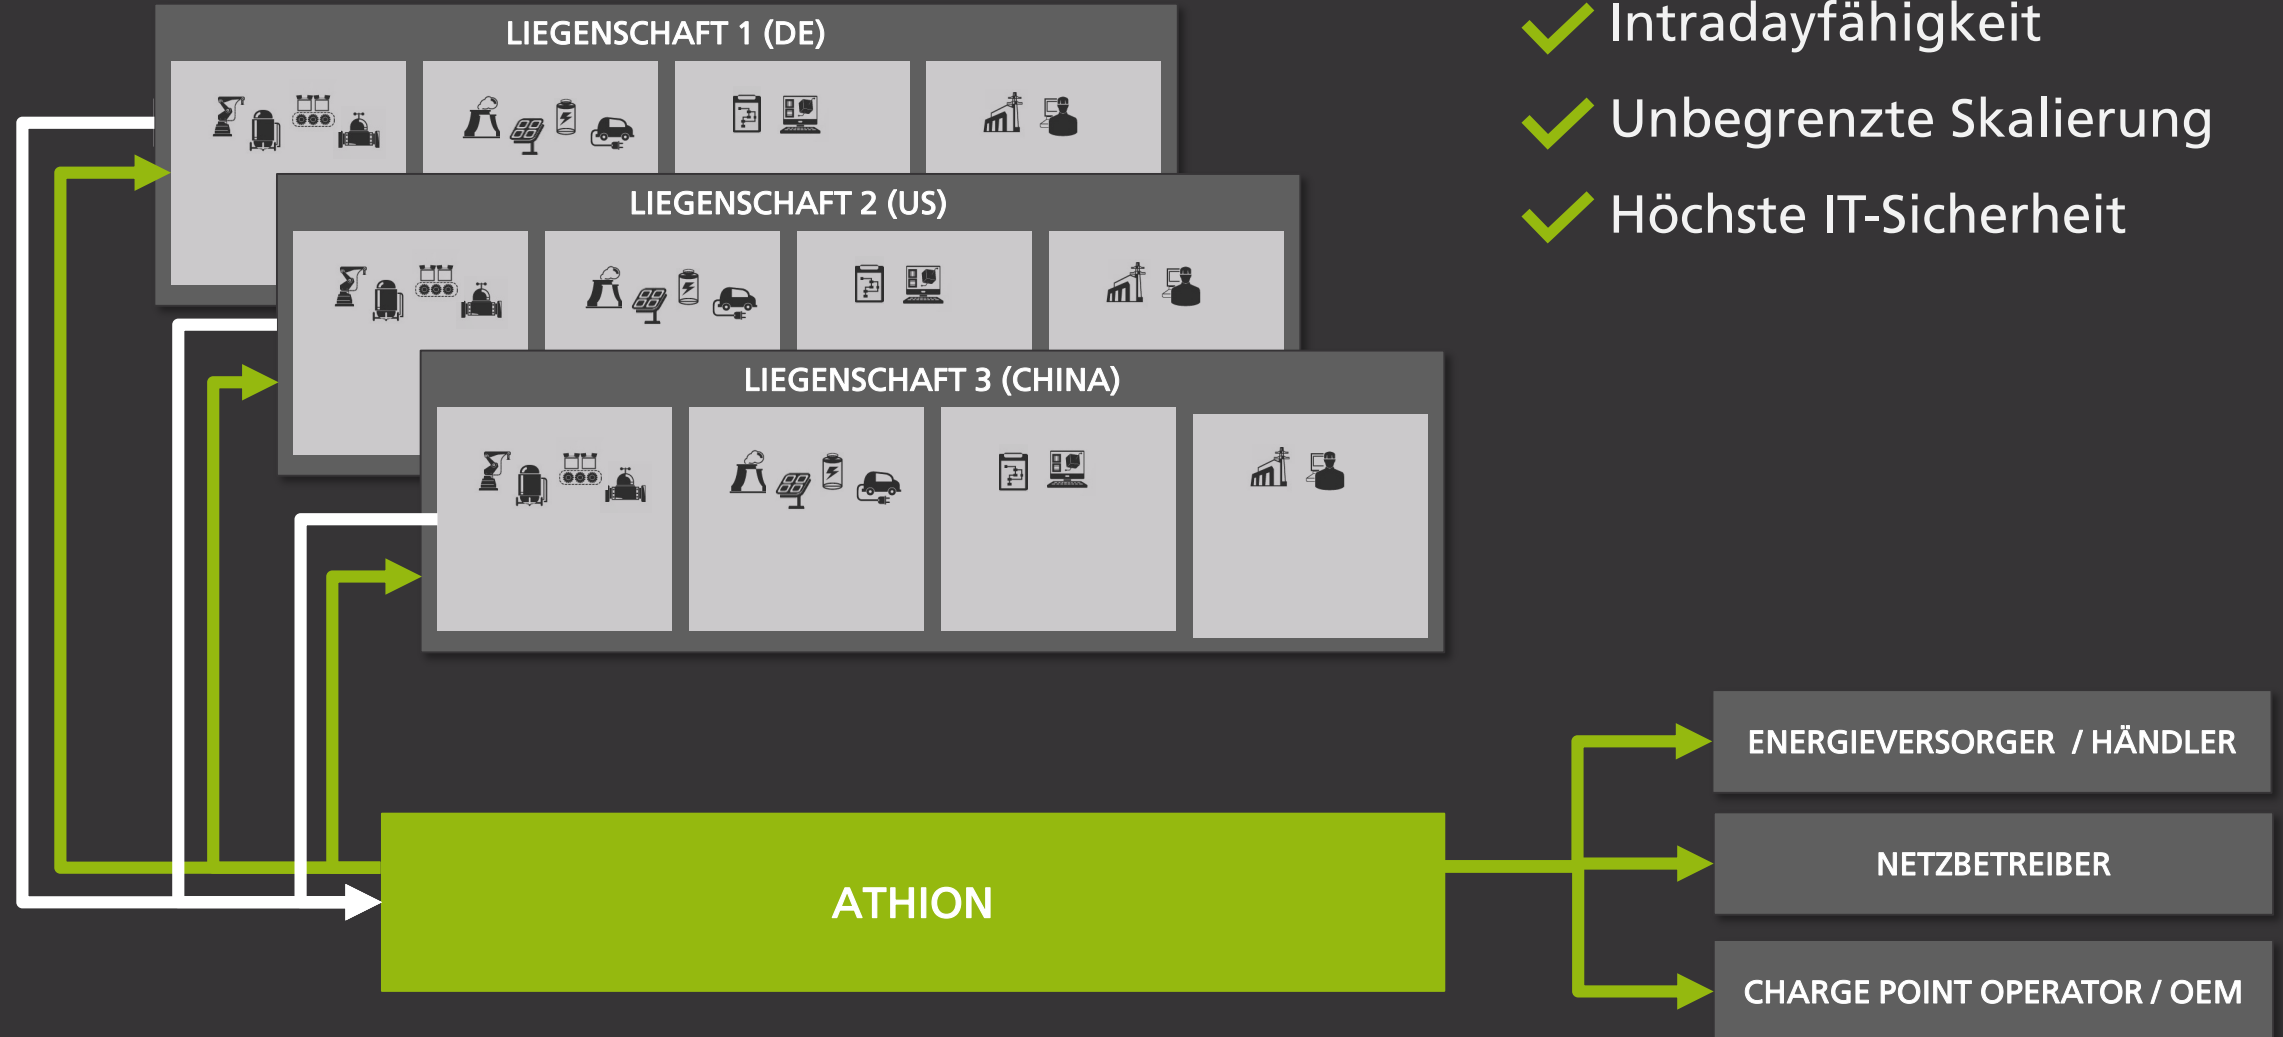 LIEGENSCHAFT 1 (DE)
LIEGENSCHAFT 2 (US)
LIEGENSCHAFT 3 (CHINA)
Intradayfähigkeit
Unbegrenzte Skalierung
Höchste IT-Sicherheit
ATHION
ENERGIEVERSORGER / HÄNDLER
NETZBETREIBER
CHARGE POINT OPERATOR / OEM